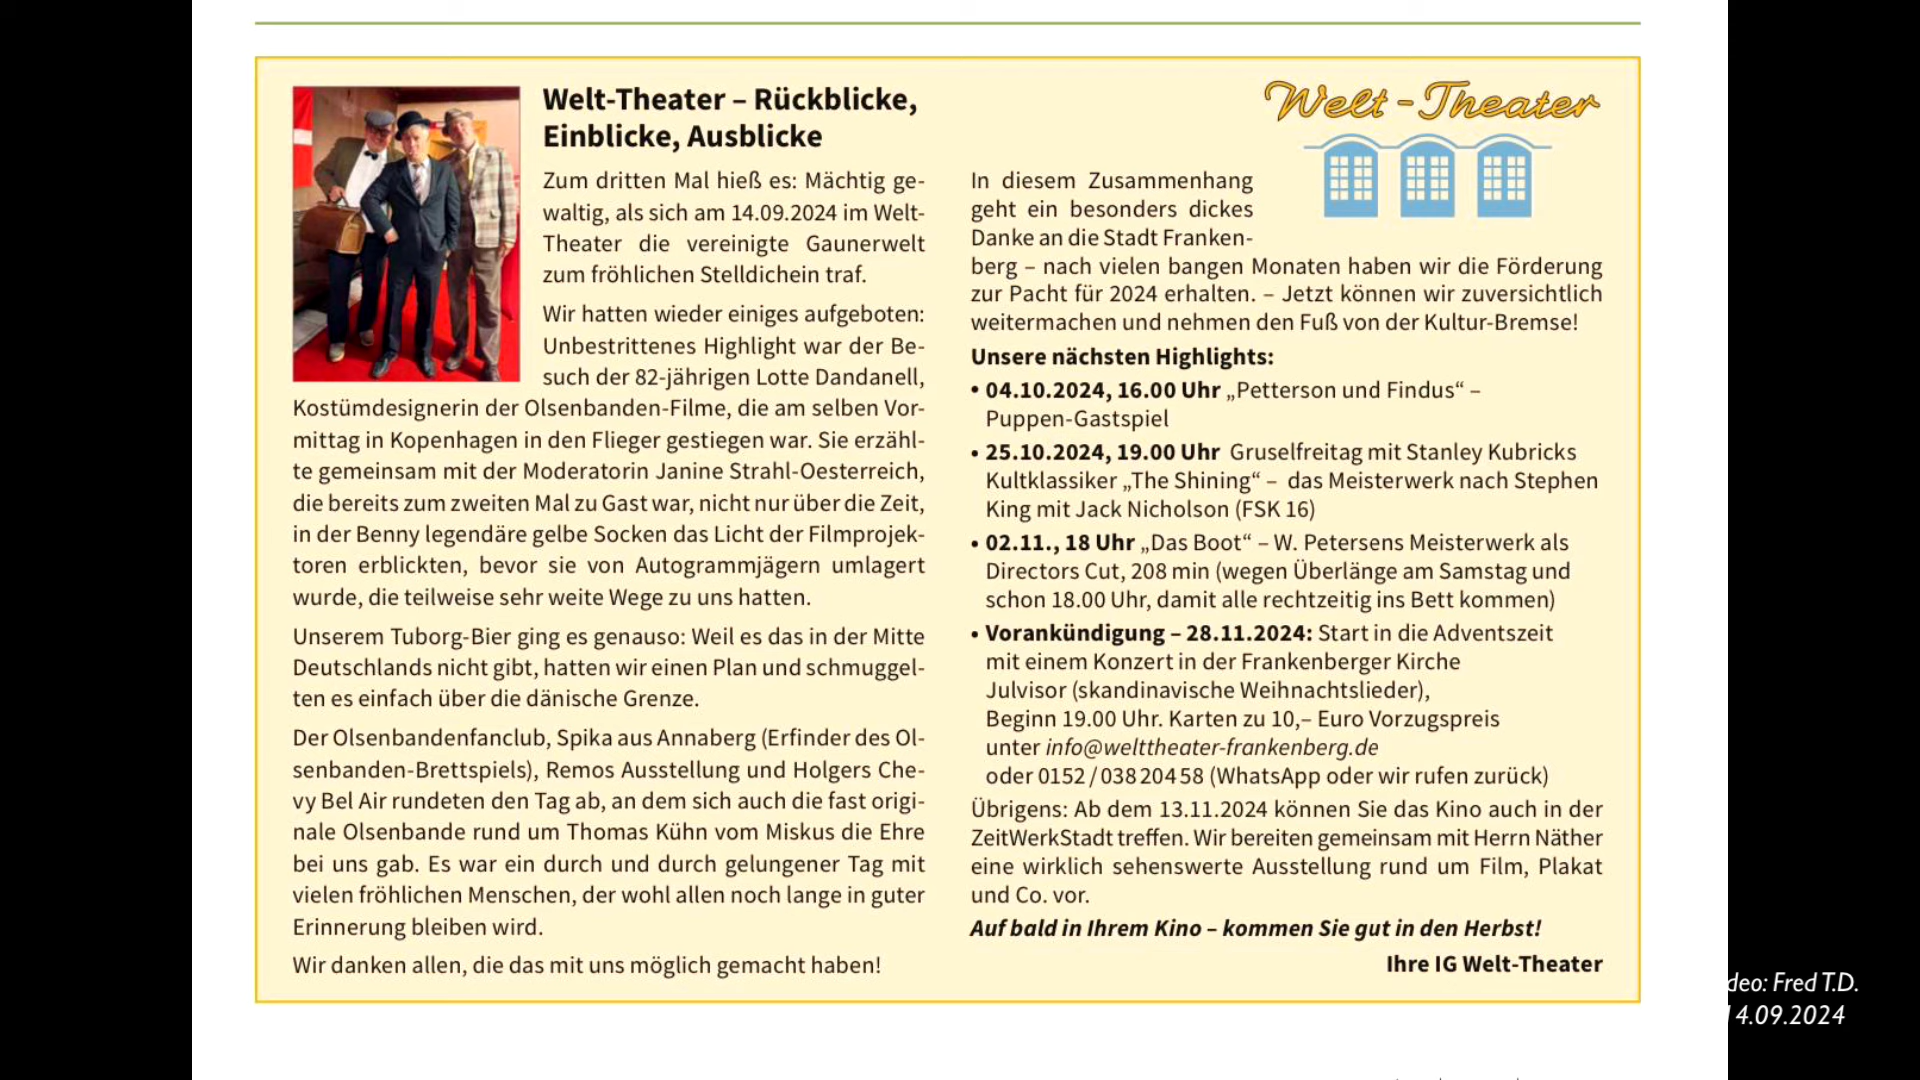 Welt-Theater – Rückblicke,
Einblicke, Ausblicke
Zum dritten Mal hieß es: Mächtig ge-
waltig, als sich am 14.09.2024 im Welt-
Theater die vereinigte Gaunerwelt
zum fröhlichen Stelldichein traf.
Wir hatten wieder einiges aufgeboten:
Unbestrittenes Highlight war der Be-
such der 82-jährigen Lotte Dandanell,
Kostümdesignerin der Olsenbanden-Filme, die am selben Vor-
mittag in Kopenhagen in den Flieger gestiegen war. Sie erzähl-
te gemeinsam mit der Moderatorin Janine Strahl-Oesterreich,
die bereits zum zweiten Mal zu Gast war, nicht nur über die Zeit,
in der Benny legendäre gelbe Socken das Licht der Filmprojek-
toren erblickten, bevor sie von Autogrammjägern umlagert
wurde, die teilweise sehr weite Wege zu uns hatten.
Unserem Tuborg-Bier ging es genauso: Weil es das in der Mitte
Deutschlands nicht gibt, hatten wir einen Plan und schmuggel-
ten es einfach über die dänische Grenze.
Der Olsenbandenfanclub, Spika aus Annaberg (Erfinder des Ol-
senbanden-Brettspiels), Remos Ausstellung und Holgers Che-
vy Bel Air rundeten den Tag ab, an dem sich auch die fast origi-
nale Olsenbande rund um Thomas Kühn vom Miskus die Ehre
bei uns gab. Es war ein durch und durch gelungener Tag mit
vielen fröhlichen Menschen, der wohl allen noch lange in guter
Erinnerung bleiben wird.
Wir danken allen, die das mit uns möglich gemacht haben!
Welt-Theater
In diesem Zusammenhang
geht ein besonders dickes
Danke an die Stadt Franken-
berg – nach vielen bangen Monaten haben wir die Förderung
zur Pacht für 2024 erhalten. – Jetzt können wir zuversichtlich
weitermachen und nehmen den Fuß von der Kultur-Bremse!
Unsere nächsten Highlights:
• 04.10.2024, 16.00 Uhr „Petterson und Findus“ –
Puppen-Gastspiel
• 25.10.2024, 19.00 Uhr Gruselfreitag mit Stanley Kubricks
Kultklassiker „The Shining“ – das Meisterwerk nach Stephen
King mit Jack Nicholson (FSK 16)
• 02.11., 18 Uhr „Das Boot“ – W. Petersens Meisterwerk als
Directors Cut, 208 min (wegen Überlänge am Samstag und
schon 18.00 Uhr, damit alle rechtzeitig ins Bett kommen)
• Vorankündigung – 28.11.2024: Start in die Adventszeit
mit einem Konzert in der Frankenberger Kirche
Julvisor (skandinavische Weihnachtslieder),
Beginn 19.00 Uhr. Karten zu 10,– Euro Vorzugspreis
unter info@welttheater-frankenberg.de
oder 0152 / 038 204 58 (WhatsApp oder wir rufen zurück)
Übrigens: Ab dem 13.11.2024 können Sie das Kino auch in der
ZeitWerkStadt treffen. Wir bereiten gemeinsam mit Herrn Näther
eine wirklich sehenswerte Ausstellung rund um Film, Plakat
und Co. vor.
Auf bald in Ihrem Kino – kommen Sie gut in den Herbst!
Ihre IG Welt-Theater
deo: Fred T.D.
14.09.2024